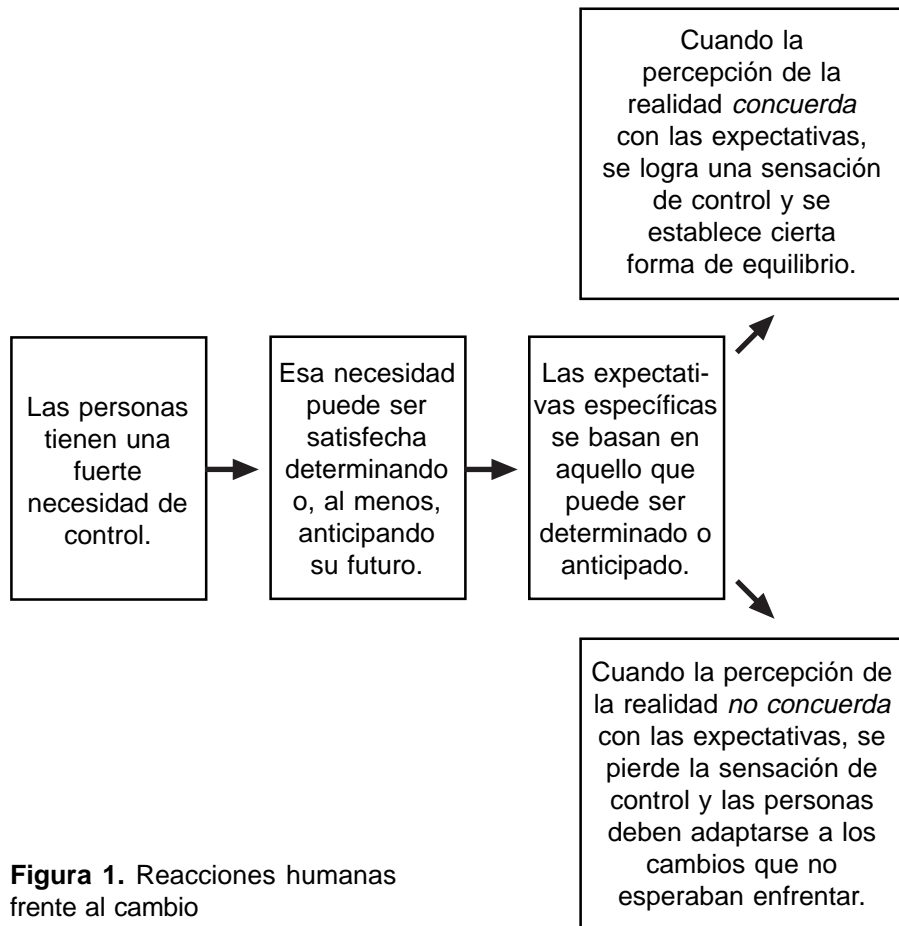 Cuando la
percepción de la
realidad concuerda
con las expectativas,
se logra una sensación
de control y se
establece cierta
forma de equilibrio.
Las personas
tienen una
fuerte
necesidad de
control.
Esa necesidad
puede ser
satisfecha
determinando
o, al menos,
anticipando
su futuro.
Las expectati-
vas específicas
se basan en
aquello que
puede ser
determinado o
anticipado.
Cuando la percepción de
la realidad no concuerda
con las expectativas, se
pierde la sensación de
control y las personas
deben adaptarse a los
cambios que no
esperaban enfrentar.
Figura 1. Reacciones humanas
frente al cambio